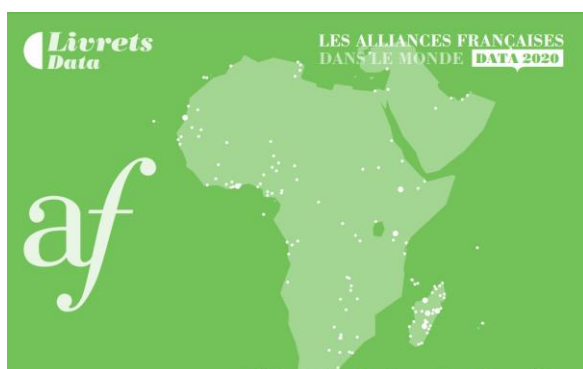 Livrets
Data
LES ALLIANCES FRANÇAISES
DANS LE MONDE DATA 2020
af